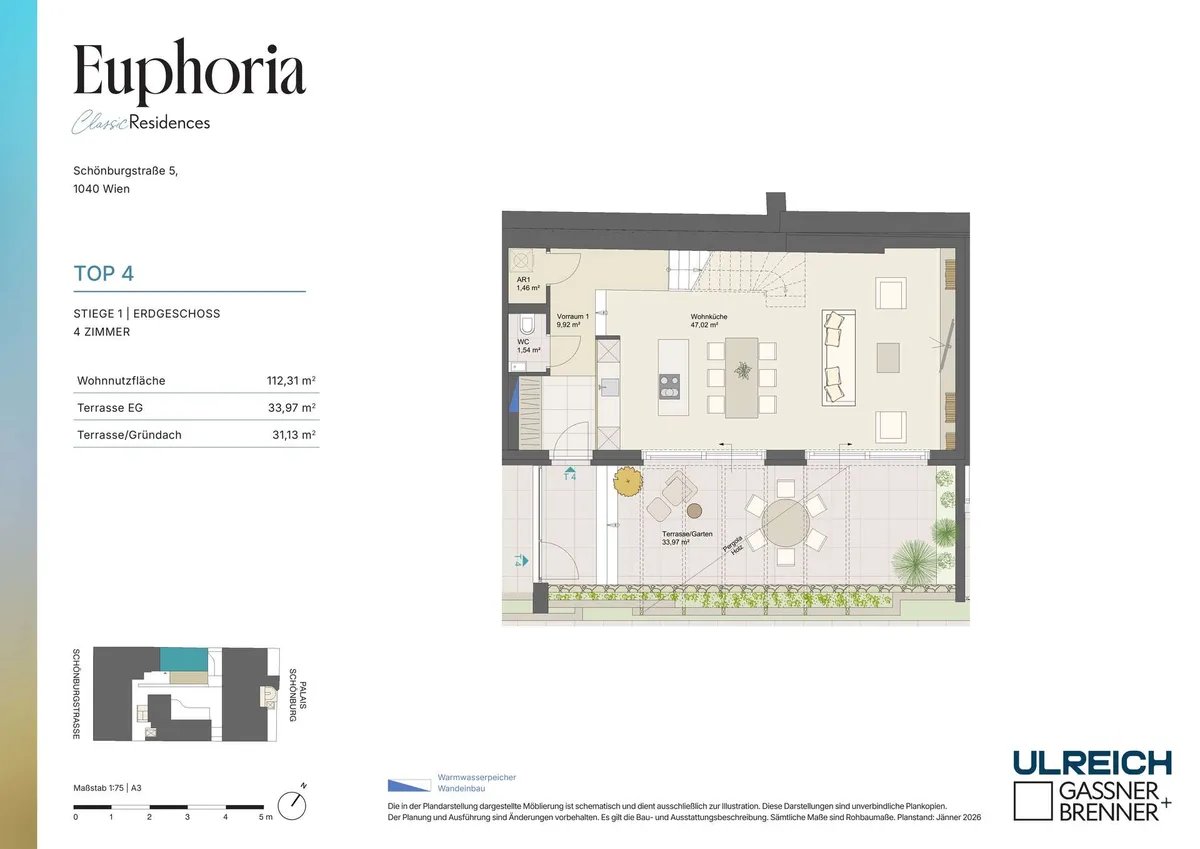 Euphoria
Classic Residences
Schönburgstraße 5,
1040 Wien
TOP 4
STIEGE 1 | ERDGESCHOSS
4 ZIMMER
Wohnnutzfläche 112,31 m²
Terrasse EG 33,97 m²
Terrasse/Gründach 31,13 m²
AR1
1,46 m²
Vorraum 1
9,92 m²
Wohnküche
47,02 m²
WC
1,54 m²
T 4
Terrasse/Garten
33,97 m²
Pergola
Holz
T4
SCHÖNBURGSTRASSE
PALAIS
SCHÖNBURG
Maßstab 1:75 | A3
0 1 2 3 4 5 m
N
Warmwasserpeicher
Wandeinbau
Die in der Plandarstellung dargestellte Möblierung ist schematisch und dient ausschließlich zur Illustration. Diese Darstellungen sind unverbindliche Plankopien.
Der Planung und Ausführung sind Änderungen vorbehalten. Es gilt die Bau- und Ausstattungsbeschreibung. Sämtliche Maße sind Rohbaumaße. Planstand: Jänner 2026
ULREICH
GASSNER
BRENNER+